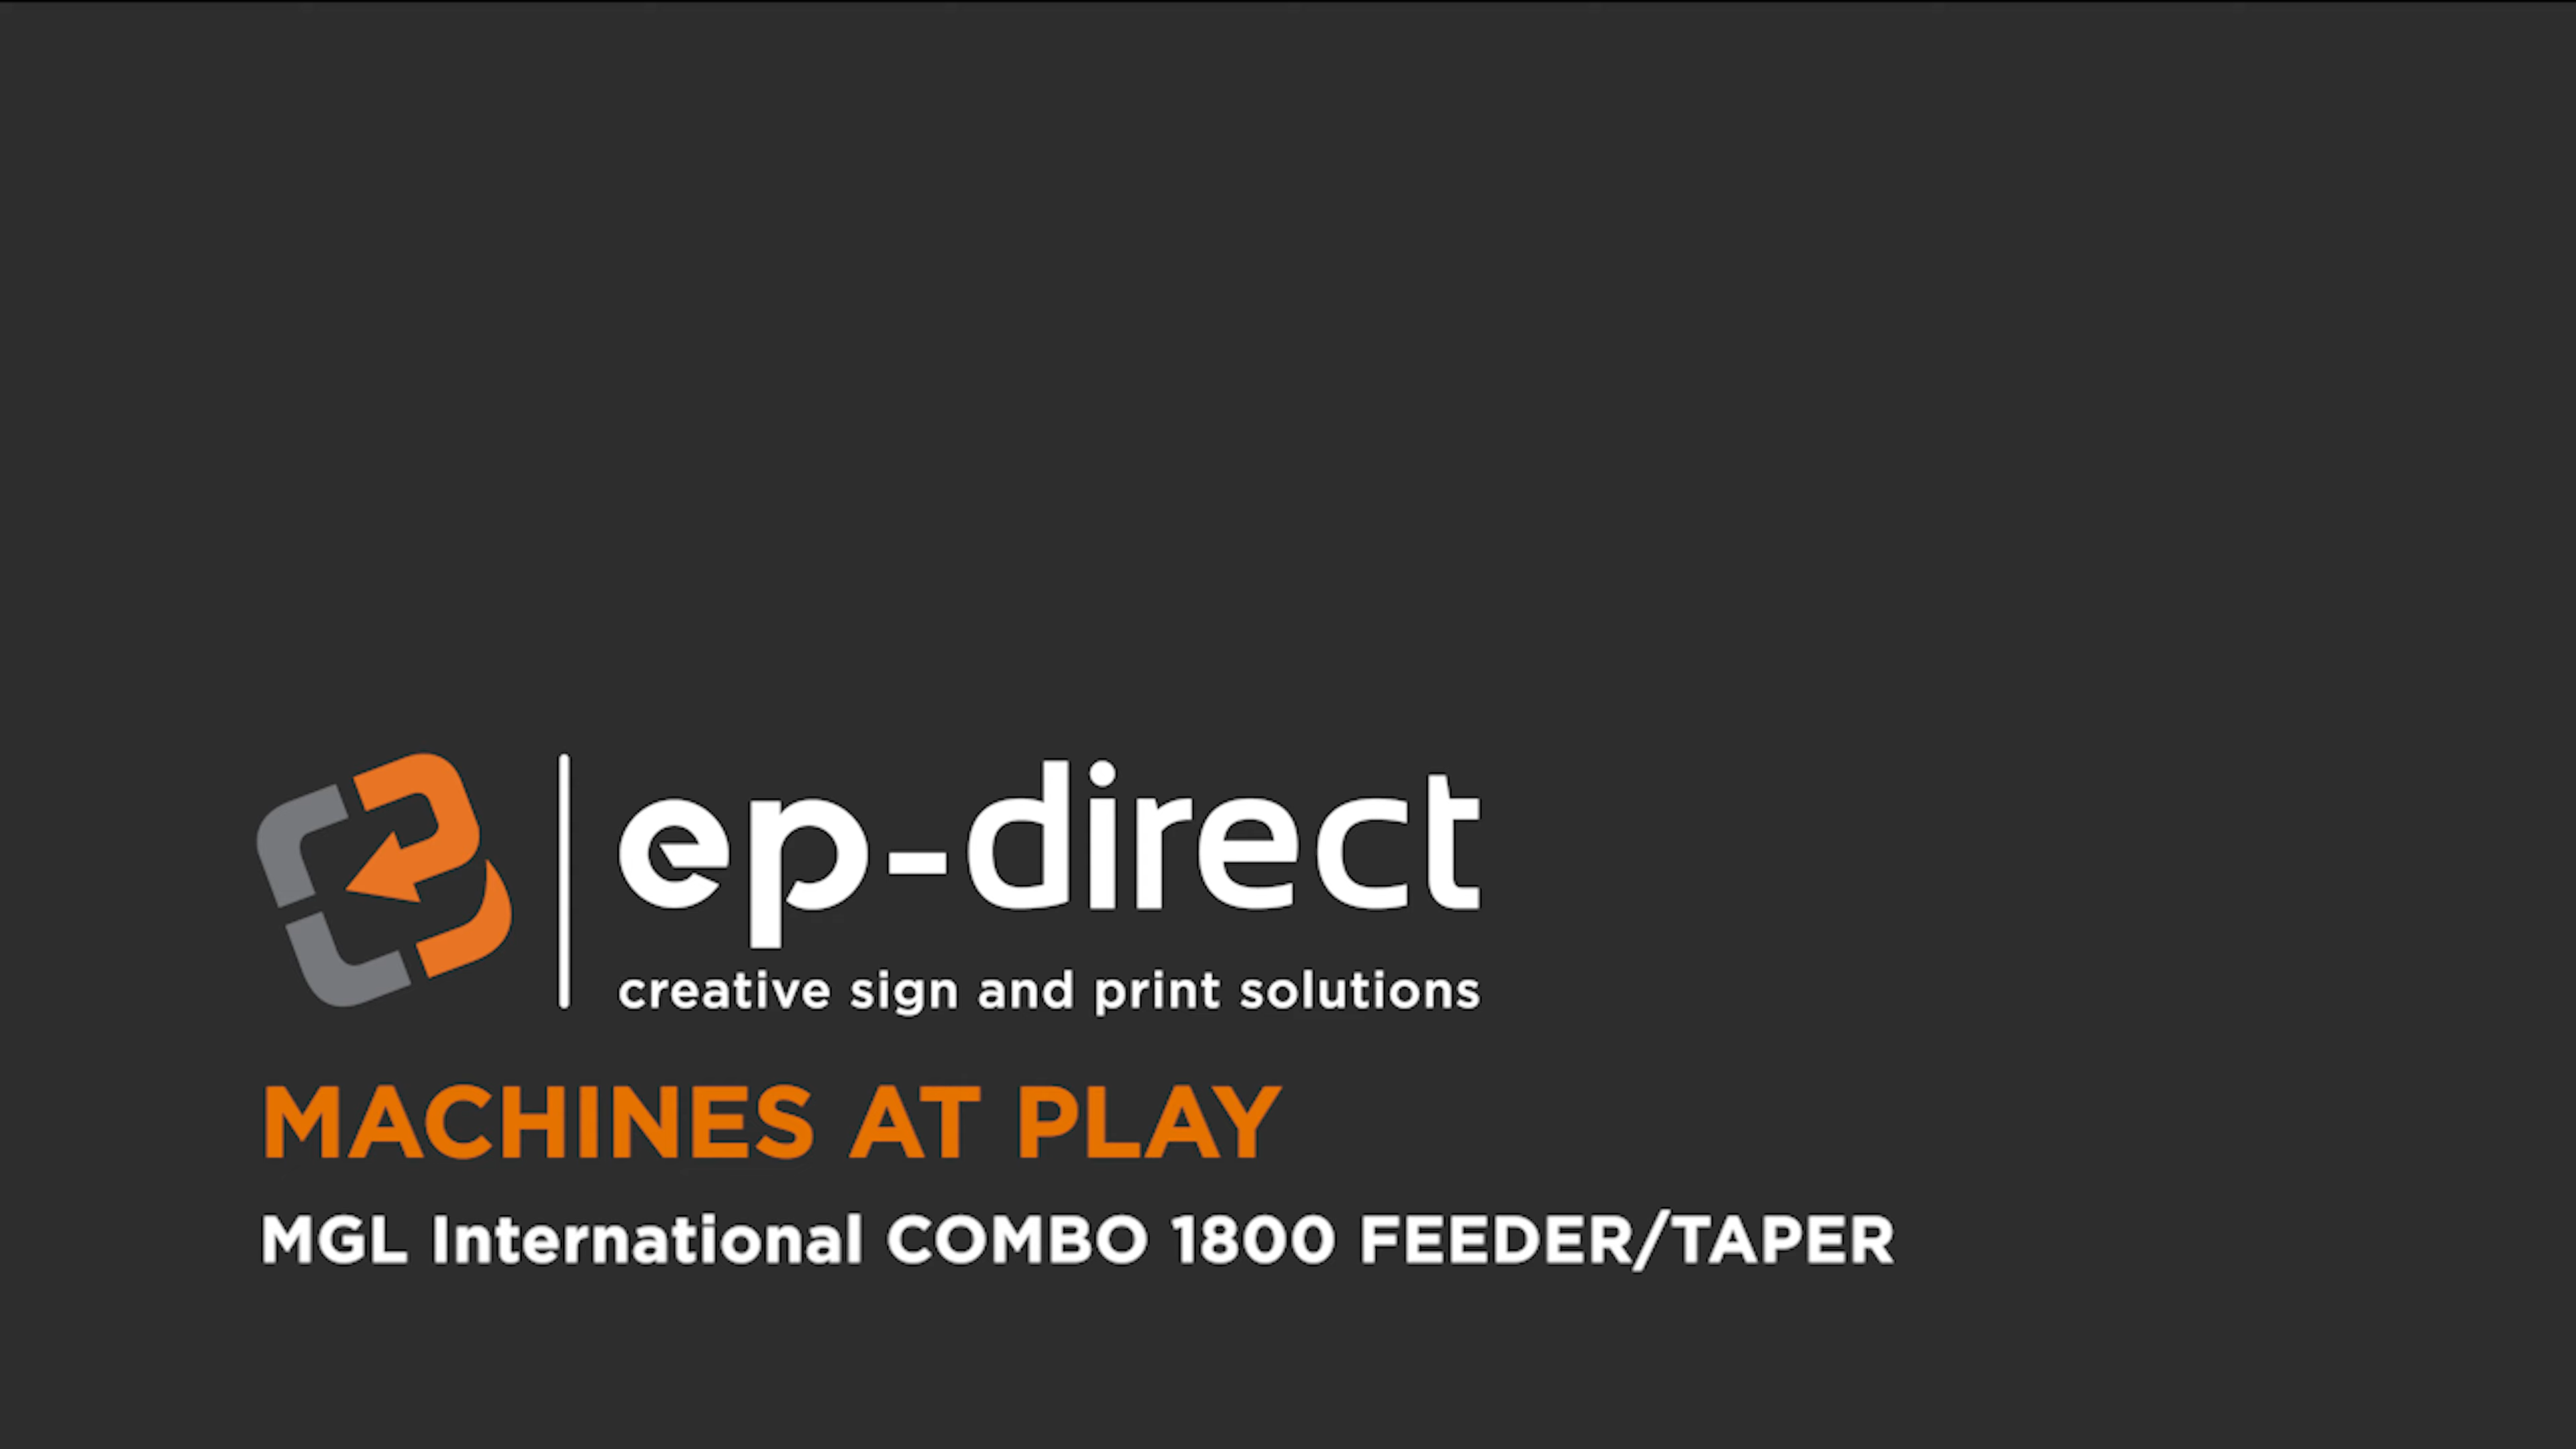 ep-direct
creative sign and print solutions
MACHINES AT PLAY
MGL International COMBO 1800 FEEDER/TAPER